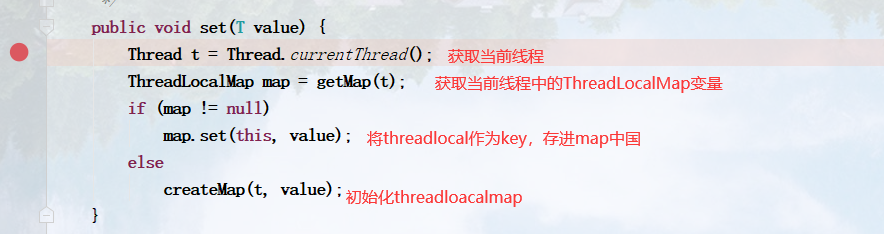 */
public void set(T value) {
Thread t = Thread.currentThread(); 获取当前线程
ThreadLocalMap map = getMap(t); 获取当前线程中的ThreadLocalMap变量
if (map != null)
map.set(this, value); 将threadlocal作为key，存进map中国
else
createMap(t, value); 初始化threadloacalmap
}